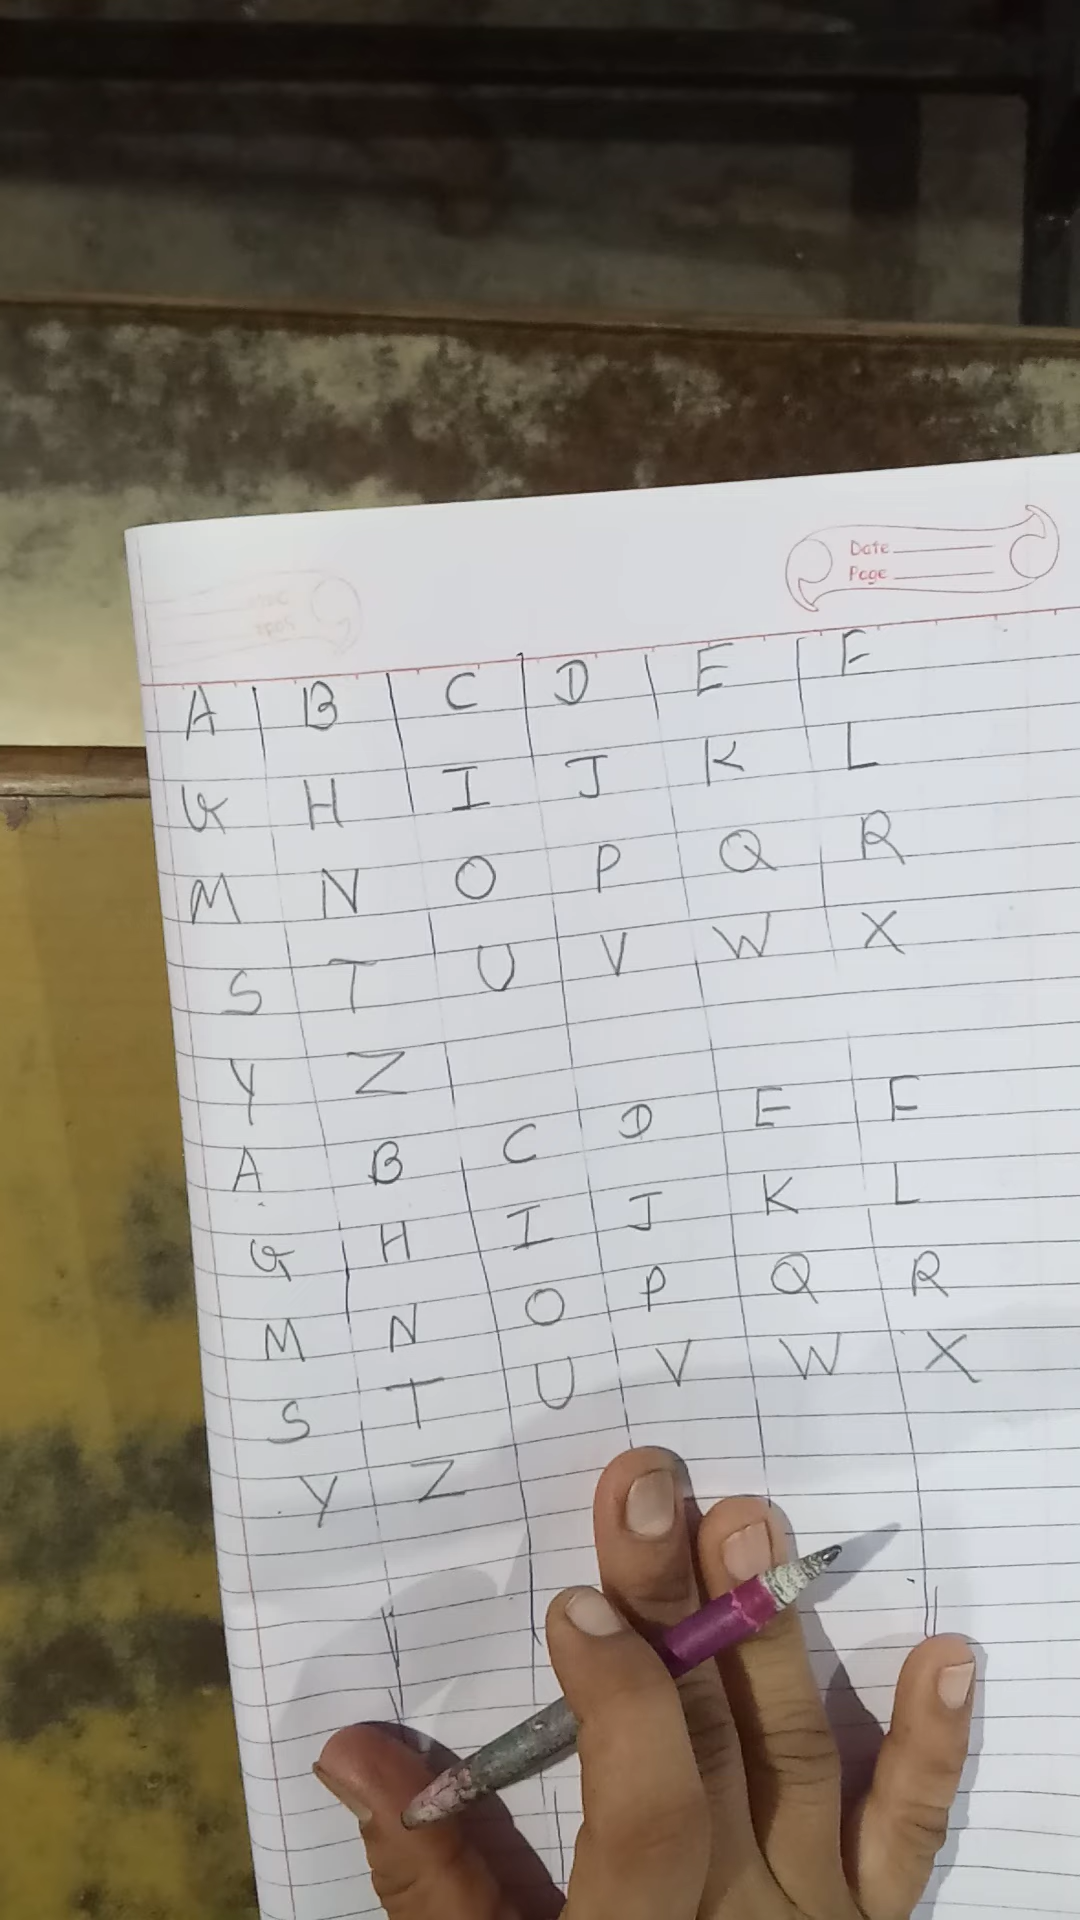 Date
Page
A B C D E F
G H I J K L
M N O P Q R
S T U V W X
Y Z
A B C D E F
G H I J K L
M N O P Q R
S T U V W X
Y Z